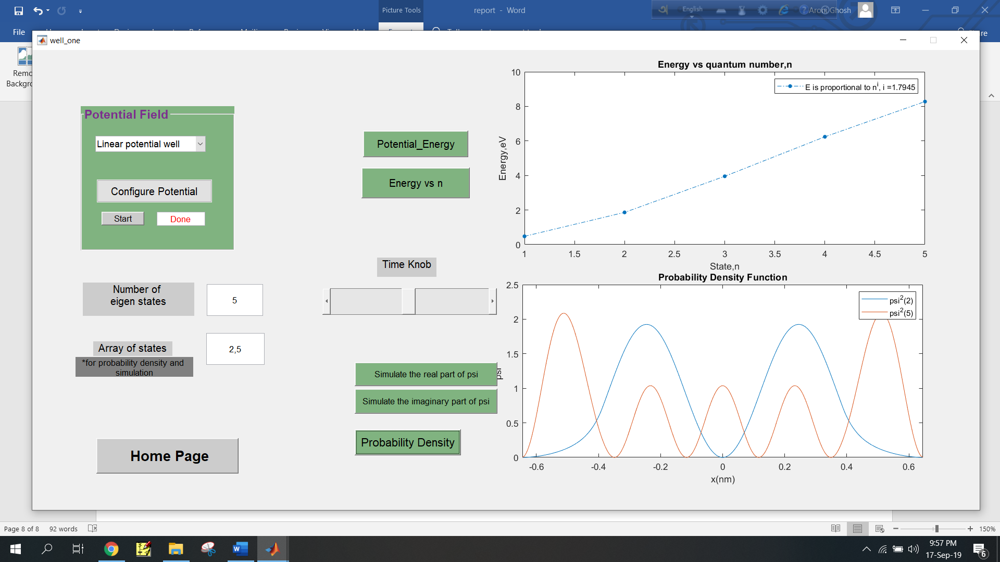 Picture Tools
report - Word
English
Aroni Ghosh
File
well_one
Potential Field
Linear potential well
Configure Potential
Start
Done
Number of
eigen states
5
Array of states
*for probability density and
simulation
2,5
Home Page
Potential_Energy
Energy vs n
Time Knob
Simulate the real part of psi
Simulate the imaginary part of psi
Probability Density
Energy vs quantum number,n
E is proportional to n^i, i =1.7945
Energy,eV
10
8
6
4
2
0
1 1.5 2 2.5 3 3.5 4 4.5 5
State,n
Probability Density Function
psi^2(2)
psi^2(5)
psi
2.5
2
1.5
1
0.5
0
-0.6 -0.4 -0.2 0 0.2 0.4 0.6
x(nm)
Page 8 of 8 92 words
150%
9:57 PM
17-Sep-19
6